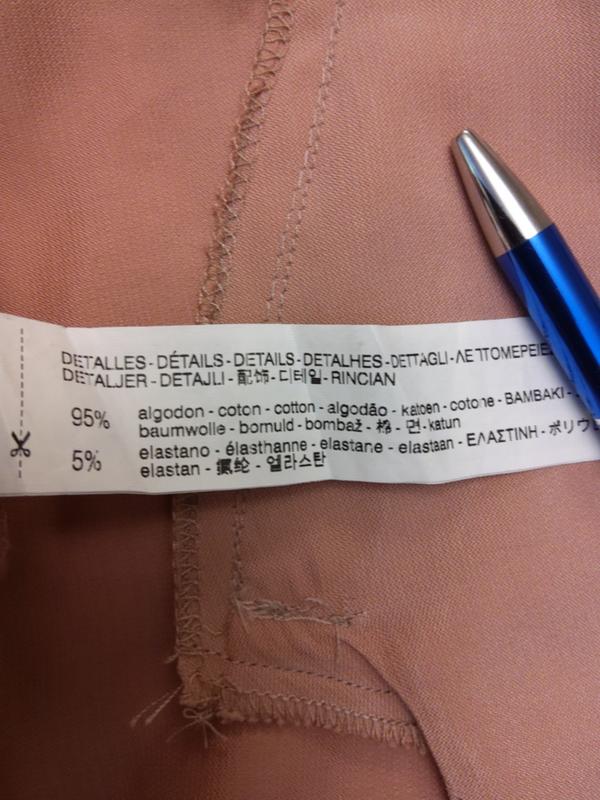 DETALLES - DÉTAILS - DETAILS - DETALHES - DETTAGLI - ΛΕΠΤΟΜΕΡΕΙΕΣ
DETALJER - DETAJLI - 配饰 - 디테일 - RINCIAN
95% algodon - coton - cotton - algodão - katoen - cotone - BAMBAKI -
baumwolle - bomuld - bombaž - 棉 - 면 - katun
5% elastano - élasthanne - elastane - elastaan - ΕΛΑΣΤΙΝΗ - ポリウ
elastan - 氨纶 - 엘라스탄